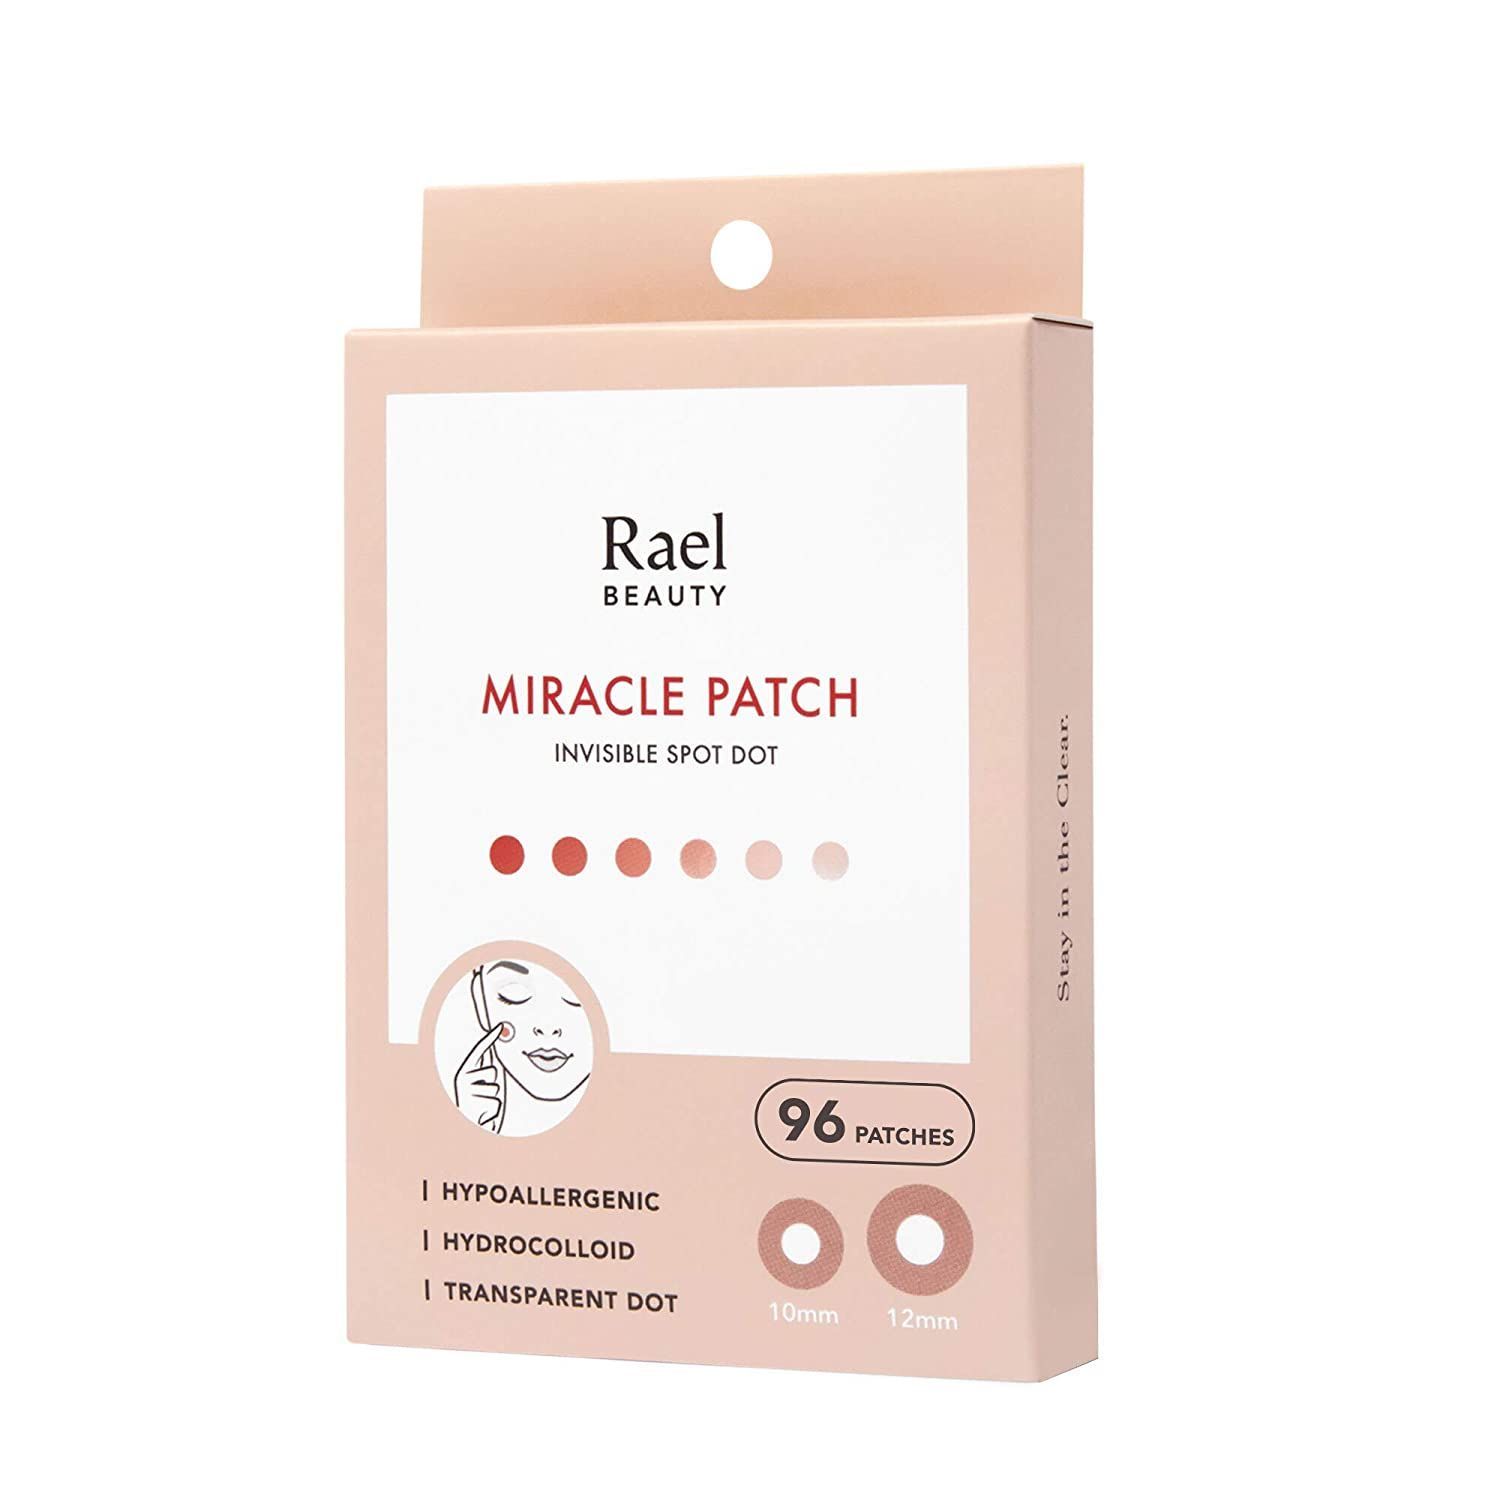 Rael
BEAUTY
MIRACLE PATCH
INVISIBLE SPOT DOT
96 PATCHES
| HYPOALLERGENIC
| HYDROCOLLOID
| TRANSPARENT DOT
10mm
12mm
Stay in the Clear.